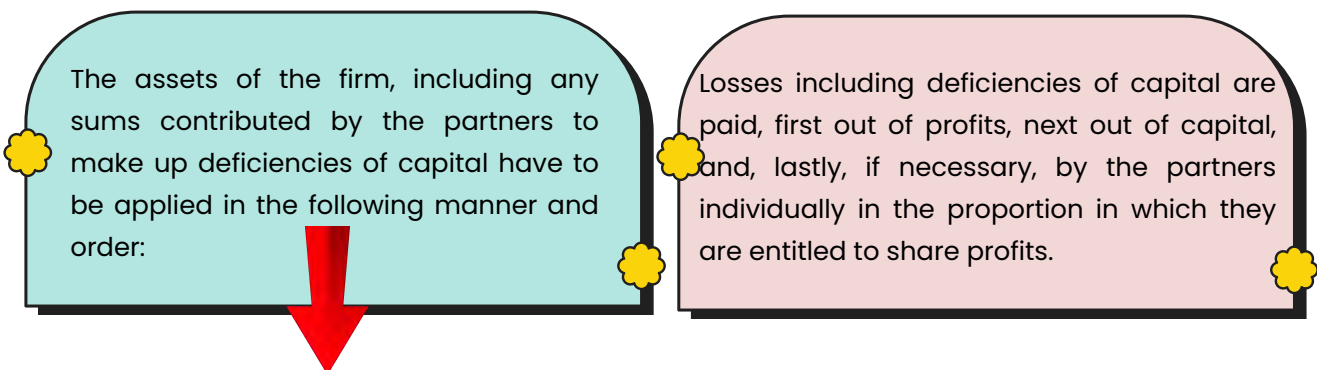 The assets of the firm, including any
sums contributed by the partners to
make up deficiencies of capital have to
be applied in the following manner and
order:
Losses including deficiencies of capital are
paid, first out of profits, next out of capital,
and, lastly, if necessary, by the partners
individually in the proportion in which they
are entitled to share profits.